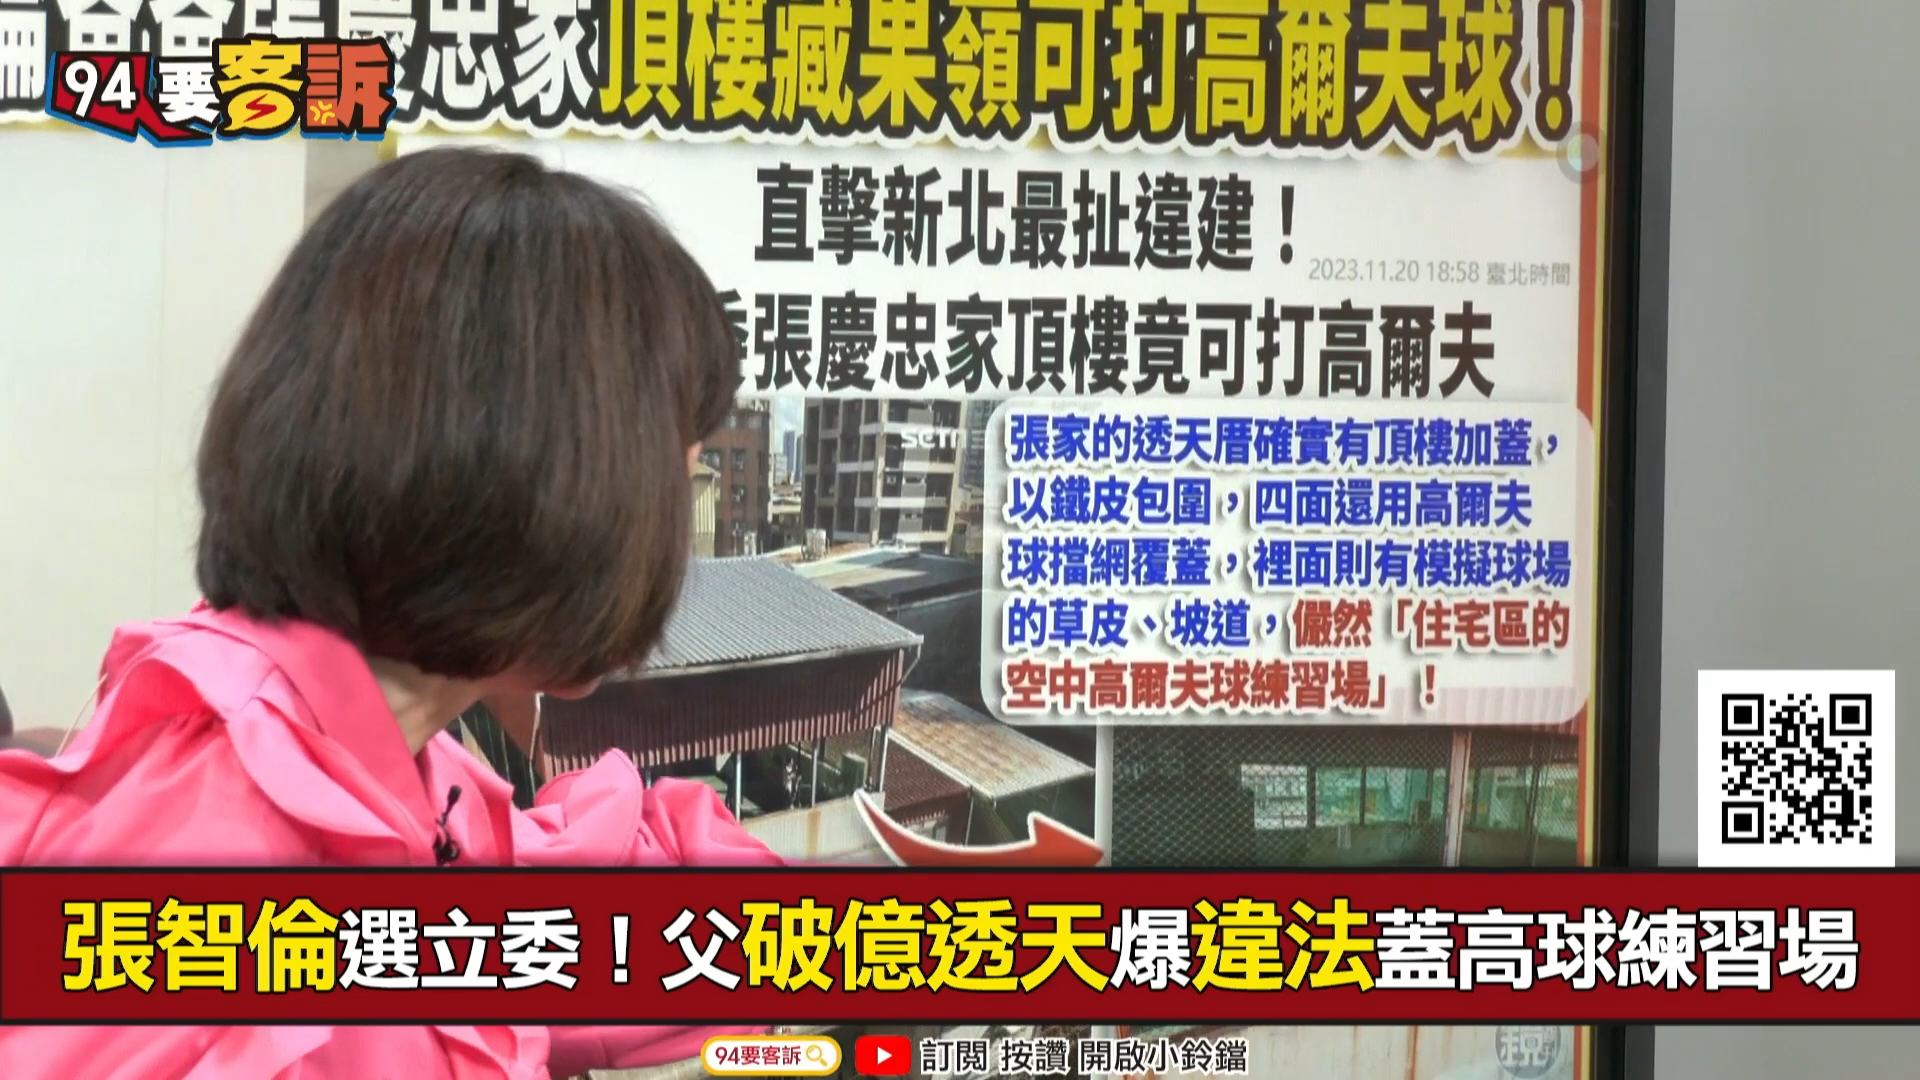 爸爸張慶忠家頂樓藏果嶺可打高爾夫球！
94要客訴
直擊新北最扯違建！
2023.11.20 18:58 臺北時間
張慶忠家頂樓竟可打高爾夫
setn
張家的透天厝確實有頂樓加蓋，
以鐵皮包圍，四面還用高爾夫
球擋網覆蓋，裡面則有模擬球場
的草皮、坡道，儼然「住宅區的
空中高爾夫球練習場」！
張智倫選立委！父破億透天爆違法蓋高球練習場
94要客訴
訂閱 按讚 開啟小鈴鐺